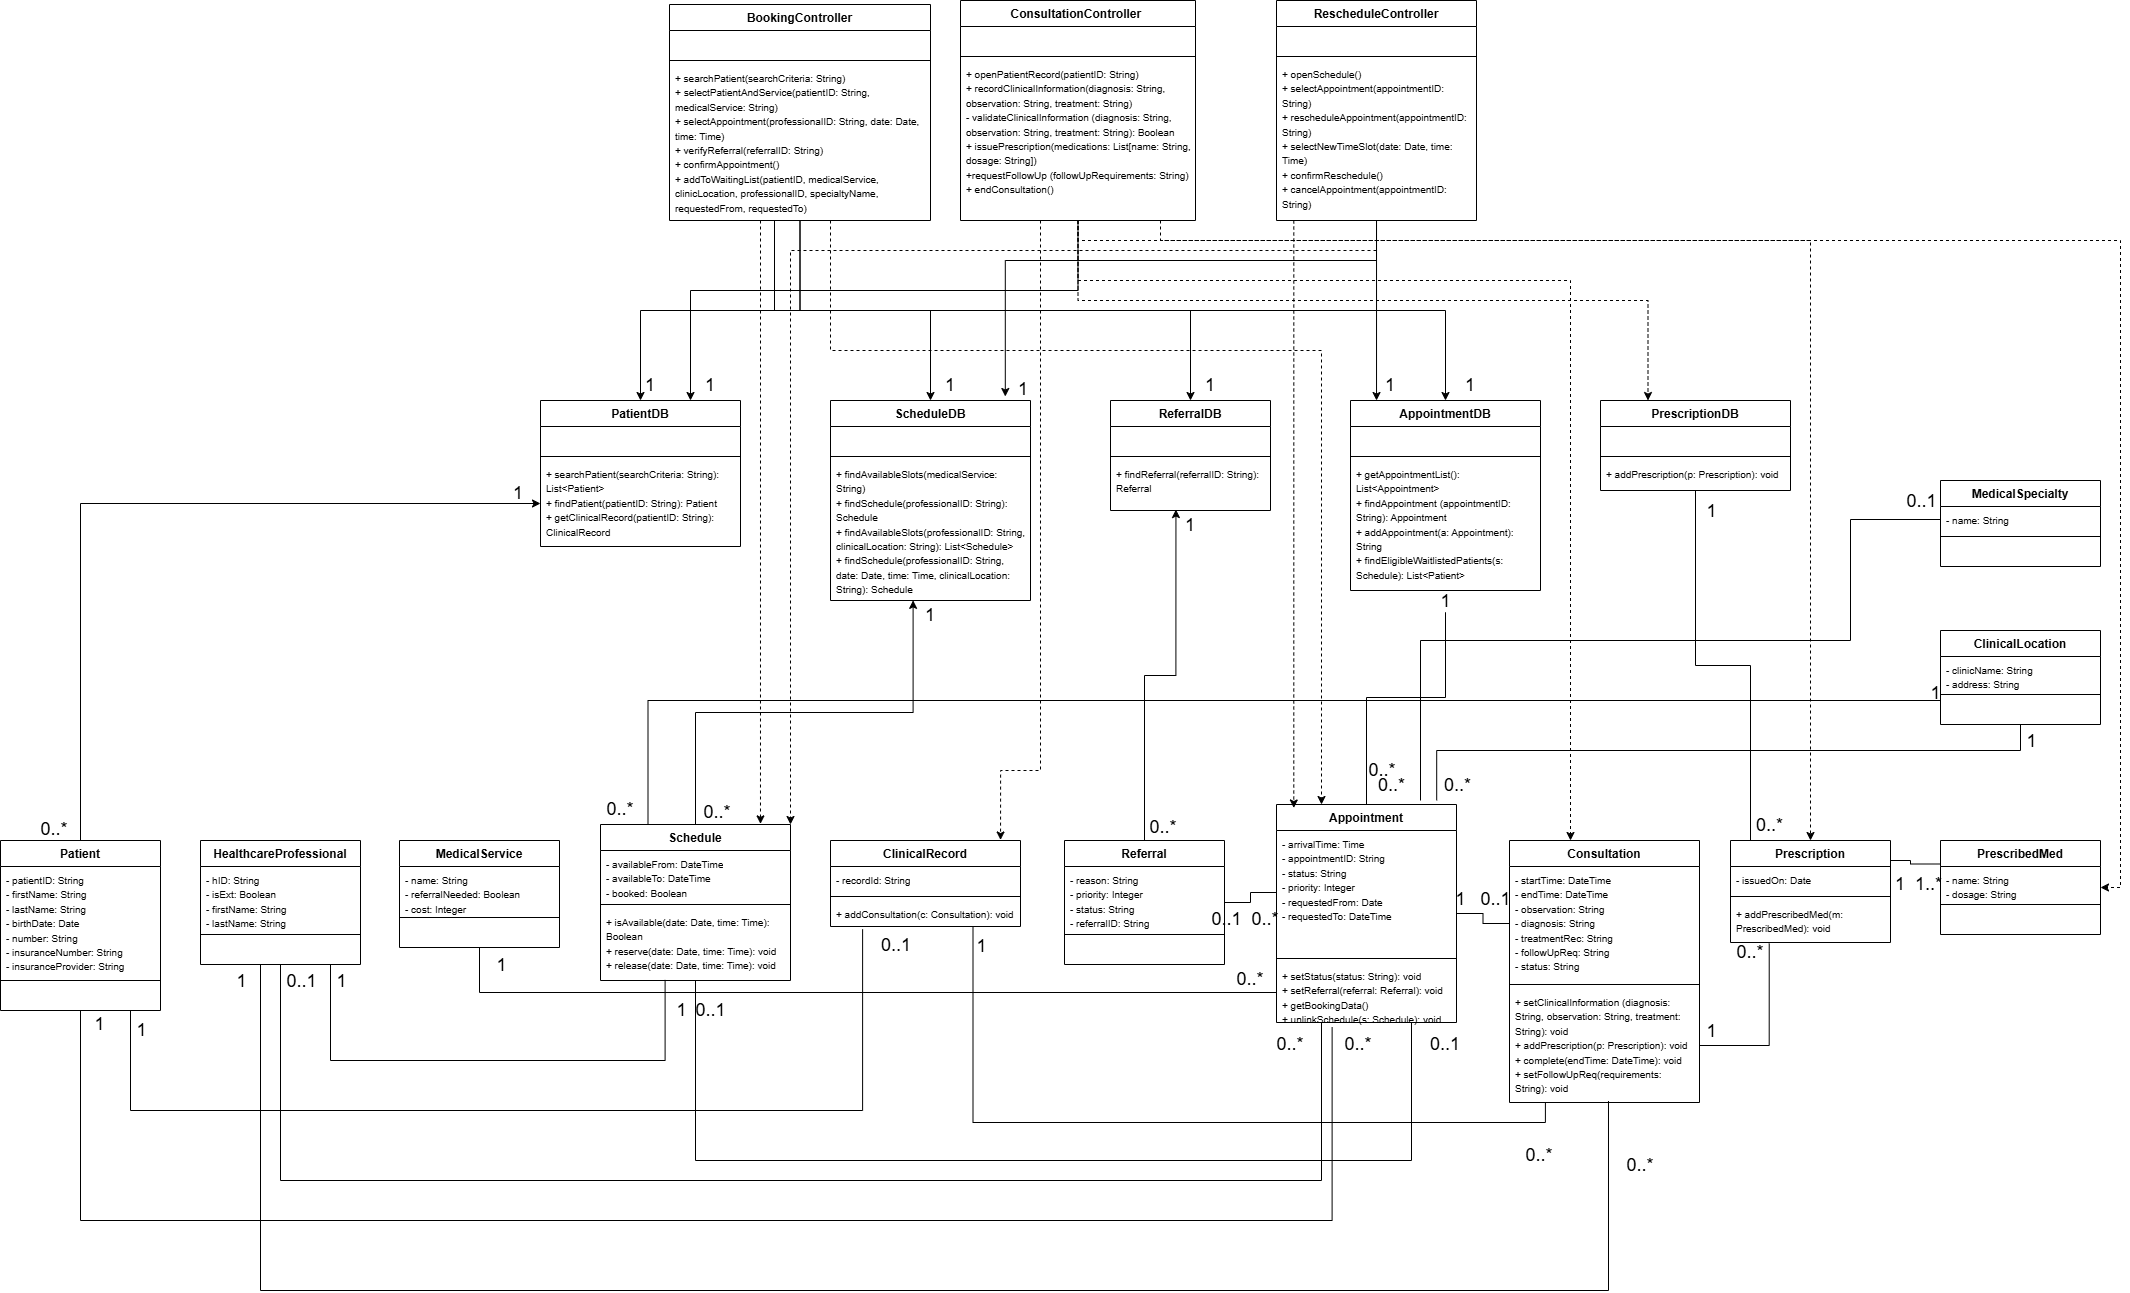 BookingController
+ searchPatient(searchCriteria: String)
+ selectPatientAndService(patientID: String,
medicalService: String)
+ selectAppointment(professionalID: String, date: Date,
time: Time)
+ verifyReferral(referralID: String)
+ confirmAppointment()
+ addToWaitingList(patientID, medicalService,
clinicLocation, professionalID, specialtyName,
requestedFrom, requestedTo)
ConsultationController
+ openPatientRecord(patientID: String)
+ recordClinicalInformation(diagnosis: String,
observation: String, treatment: String)
- validateClinicalInformation (diagnosis: String,
observation: String, treatment: String): Boolean
+ issuePrescription(medications: List[name: String,
dosage: String])
+requestFollowUp (followUpRequirements: String)
+ endConsultation()
RescheduleController
+ openSchedule()
+ selectAppointment(appointmentID:
String)
+ rescheduleAppointment(appointmentID:
String)
+ selectNewTimeSlot(date: Date, time:
Time)
+ confirmReschedule()
+ cancelAppointment(appointmentID:
String)
1
1
1
1
1
1
1
PatientDB
+ searchPatient(searchCriteria: String):
List<Patient>
+ findPatient(patientID: String): Patient
+ getClinicalRecord(patientID: String):
ClinicalRecord
1
ScheduleDB
+ findAvailableSlots(medicalService:
String)
+ findSchedule(professionalID: String):
Schedule
+ findAvailableSlots(professionalID: String,
clinicalLocation: String): List<Schedule>
+ findSchedule(professionalID: String,
date: Date, time: Time, clinicalLocation:
String): Schedule
1
ReferralDB
+ findReferral(referralID: String):
Referral
1
AppointmentDB
+ getAppointmentList():
List<Appointment>
+ findAppointment (appointmentID:
String): Appointment
+ addAppointment(a: Appointment):
String
+ findEligibleWaitlistedPatients(s:
Schedule): List<Patient>
1
PrescriptionDB
+ addPrescription(p: Prescription): void
1
0..1
MedicalSpecialty
- name: String
ClinicalLocation
- clinicName: String
- address: String
1
1
0..*
0..*
0..*
0..*
0..*
0..*
0..*
0..*
Patient
- patientID: String
- firstName: String
- lastName: String
- birthDate: Date
- number: String
- insuranceNumber: String
- insuranceProvider: String
1
1
HealthcareProfessional
- hID: String
- isExt: Boolean
- firstName: String
- lastName: String
1
0..1
1
MedicalService
- name: String
- referralNeeded: Boolean
- cost: Integer
1
Schedule
- availableFrom: DateTime
- availableTo: DateTime
- booked: Boolean
+ isAvailable(date: Date, time: Time):
Boolean
+ reserve(date: Date, time: Time): void
+ release(date: Date, time: Time): void
1
0..1
ClinicalRecord
- recordId: String
+ addConsultation(c: Consultation): void
0..1
1
Referral
- reason: String
- priority: Integer
- status: String
- referralID: String
0..1
0..*
0..*
Appointment
- arrivalTime: Time
- appointmentID: String
- status: String
- priority: Integer
- requestedFrom: Date
- requestedTo: DateTime
+ setStatus(status: String): void
+ setReferral(referral: Referral): void
+ getBookingData()
+ unlinkSchedule(s: Schedule): void
0..*
0..*
0..1
1
0..1
Consultation
- startTime: DateTime
- endTime: DateTime
- observation: String
- diagnosis: String
- treatmentRec: String
- followUpReq: String
- status: String
+ setClinicalInformation (diagnosis:
String, observation: String, treatment:
String): void
+ addPrescription(p: Prescription): void
+ complete(endTime: DateTime): void
+ setFollowUpReq(requirements:
String): void
0..*
0..*
1
Prescription
- issuedOn: Date
+ addPrescribedMed(m:
PrescribedMed): void
0..*
1
1..*
PrescribedMed
- name: String
- dosage: String